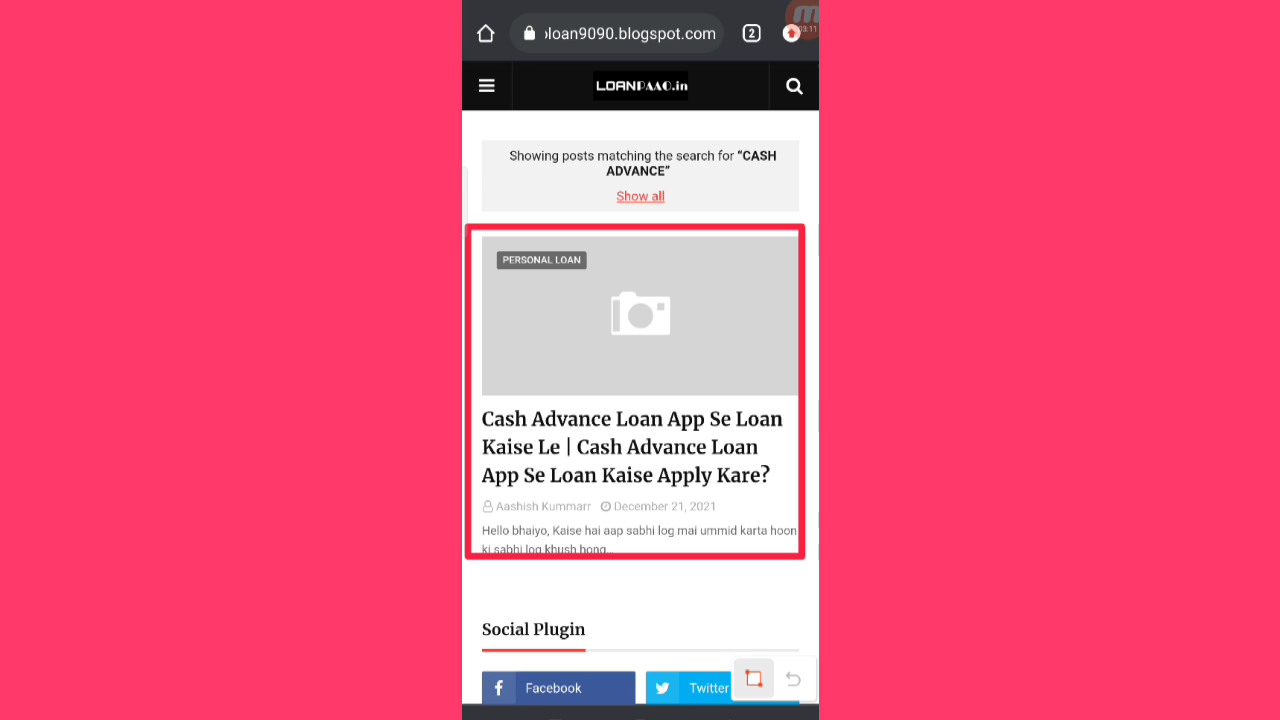 loan9090.blogspot.com
2
03:11
LOANPAAO.in
Showing posts matching the search for “CASH
ADVANCE”
Show all
PERSONAL LOAN
Cash Advance Loan App Se Loan
Kaise Le | Cash Advance Loan
App Se Loan Kaise Apply Kare?
Aashish Kummarr December 21, 2021
Hello bhaiyo, Kaise hai aap sabhi log mai ummid karta hoon
ki sabhi log khush hong...
Social Plugin
Facebook
Twitter